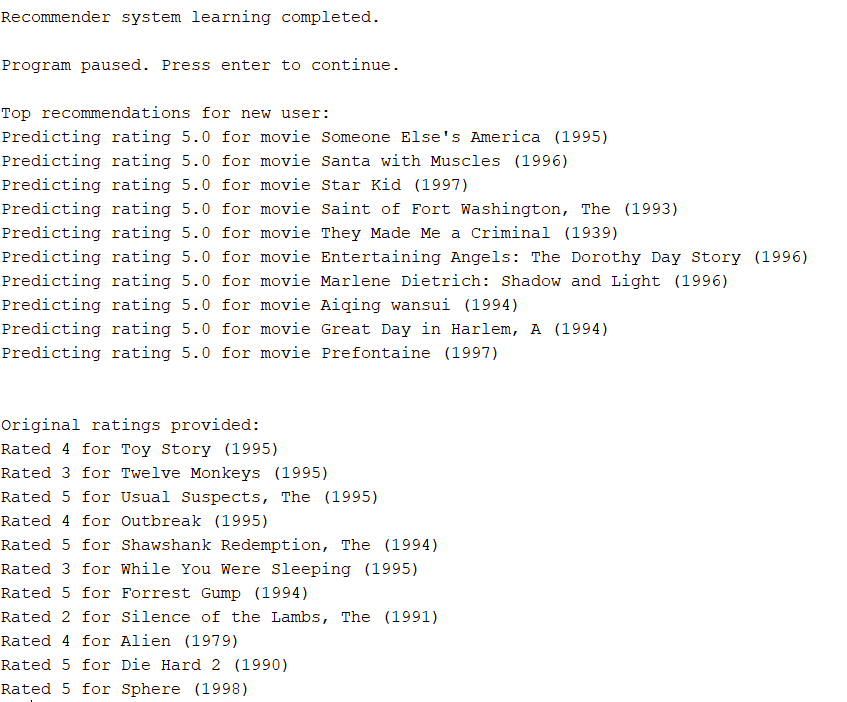 Recommender system learning completed.
Program paused. Press enter to continue.
Top recommendations for new user:
Predicting rating 5.0 for movie Someone Else's America (1995)
Predicting rating 5.0 for movie Santa with Muscles (1996)
Predicting rating 5.0 for movie Star Kid (1997)
Predicting rating 5.0 for movie Saint of Fort Washington, The (1993)
Predicting rating 5.0 for movie They Made Me a Criminal (1939)
Predicting rating 5.0 for movie Entertaining Angels: The Dorothy Day Story (1996)
Predicting rating 5.0 for movie Marlene Dietrich: Shadow and Light (1996)
Predicting rating 5.0 for movie Aiqing wansui (1994)
Predicting rating 5.0 for movie Great Day in Harlem, A (1994)
Predicting rating 5.0 for movie Prefontaine (1997)
Original ratings provided:
Rated 4 for Toy Story (1995)
Rated 3 for Twelve Monkeys (1995)
Rated 5 for Usual Suspects, The (1995)
Rated 4 for Outbreak (1995)
Rated 5 for Shawshank Redemption, The (1994)
Rated 3 for While You Were Sleeping (1995)
Rated 5 for Forrest Gump (1994)
Rated 2 for Silence of the Lambs, The (1991)
Rated 4 for Alien (1979)
Rated 5 for Die Hard 2 (1990)
Rated 5 for Sphere (1998)